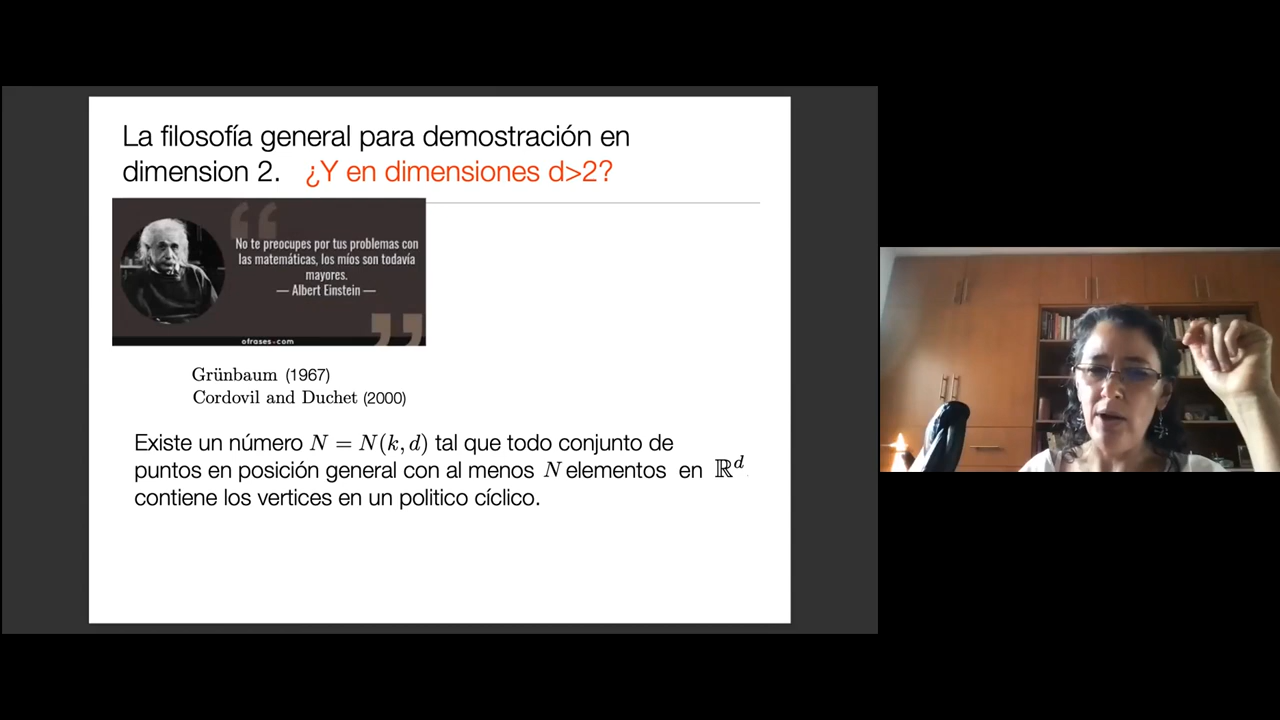 La filosofía general para demostración en
dimension 2. ¿Y en dimensiones d>2?
No te preocupes por tus problemas con
las matemáticas, los míos son todavía
mayores.
— Albert Einstein —
ofrases.com
Grünbaum (1967)
Cordovil and Duchet (2000)
Existe un número N = N(k, d) tal que todo conjunto de
puntos en posición general con al menos N elementos en ℝ^d
contiene los vertices en un politico cíclico.